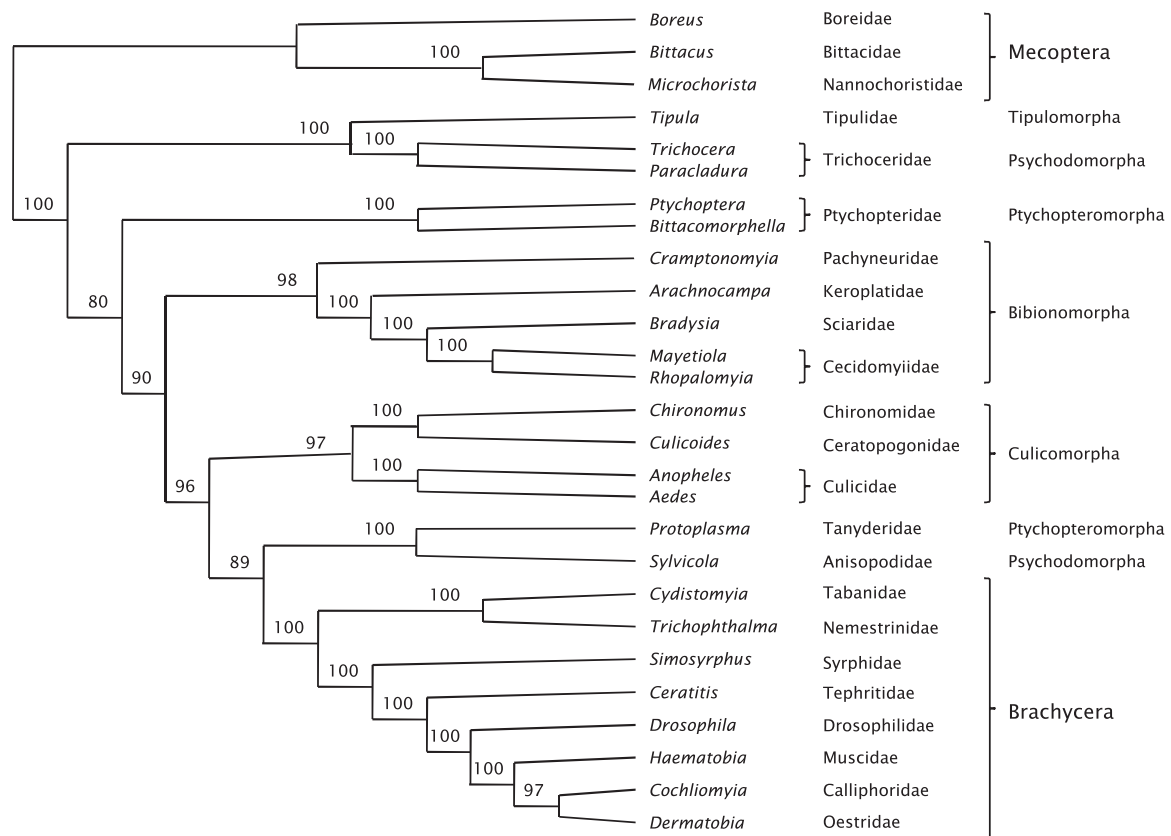 Boreus Boreidae
100 Bittacus Bittacidae Mecoptera
Microchorista Nannochoristidae
100 Tipula Tipulidae Tipulomorpha
100 Trichocera
Trichoceridae Psychodomorpha
Paracladura
100
100 Ptychoptera
Ptychopteridae Ptychopteromorpha
Bittacomorphella
98 Cramptonomyia Pachyneuridae
80 100 Arachnocampa Keroplatidae
Bibionomorpha
100 Bradysia Sciaridae
100 Mayetiola
Cecidomyiidae
90 Rhopalomyia
100 Chironomus Chironomidae
97 Culicoides Ceratopogonidae
Culicomorpha
100 Anopheles
96 Culicidae
Aedes
100 Protoplasma Tanyderidae Ptychopteromorpha
89 Sylvicola Anisopodidae Psychodomorpha
100 Cydistomyia Tabanidae
100 Trichophthalma Nemestrinidae
100 Simosyrphus Syrphidae
100 Ceratitis Tephritidae
Brachycera
100 Drosophila Drosophilidae
100 Haematobia Muscidae
97 Cochliomyia Calliphoridae
Dermatobia Oestridae